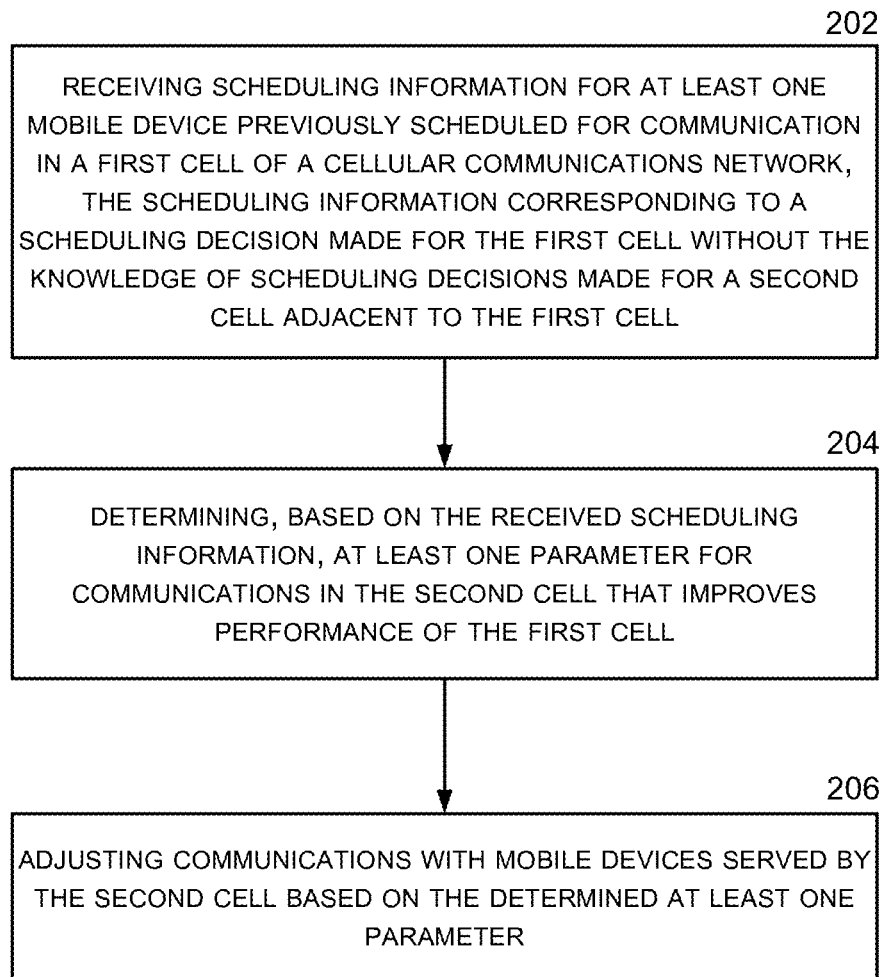 202
RECEIVING SCHEDULING INFORMATION FOR AT LEAST ONE
MOBILE DEVICE PREVIOUSLY SCHEDULED FOR COMMUNICATION
IN A FIRST CELL OF A CELLULAR COMMUNICATIONS NETWORK,
THE SCHEDULING INFORMATION CORRESPONDING TO A
SCHEDULING DECISION MADE FOR THE FIRST CELL WITHOUT THE
KNOWLEDGE OF SCHEDULING DECISIONS MADE FOR A SECOND
CELL ADJACENT TO THE FIRST CELL
204
DETERMINING, BASED ON THE RECEIVED SCHEDULING
INFORMATION, AT LEAST ONE PARAMETER FOR
COMMUNICATIONS IN THE SECOND CELL THAT IMPROVES
PERFORMANCE OF THE FIRST CELL
206
ADJUSTING COMMUNICATIONS WITH MOBILE DEVICES SERVED BY
THE SECOND CELL BASED ON THE DETERMINED AT LEAST ONE
PARAMETER